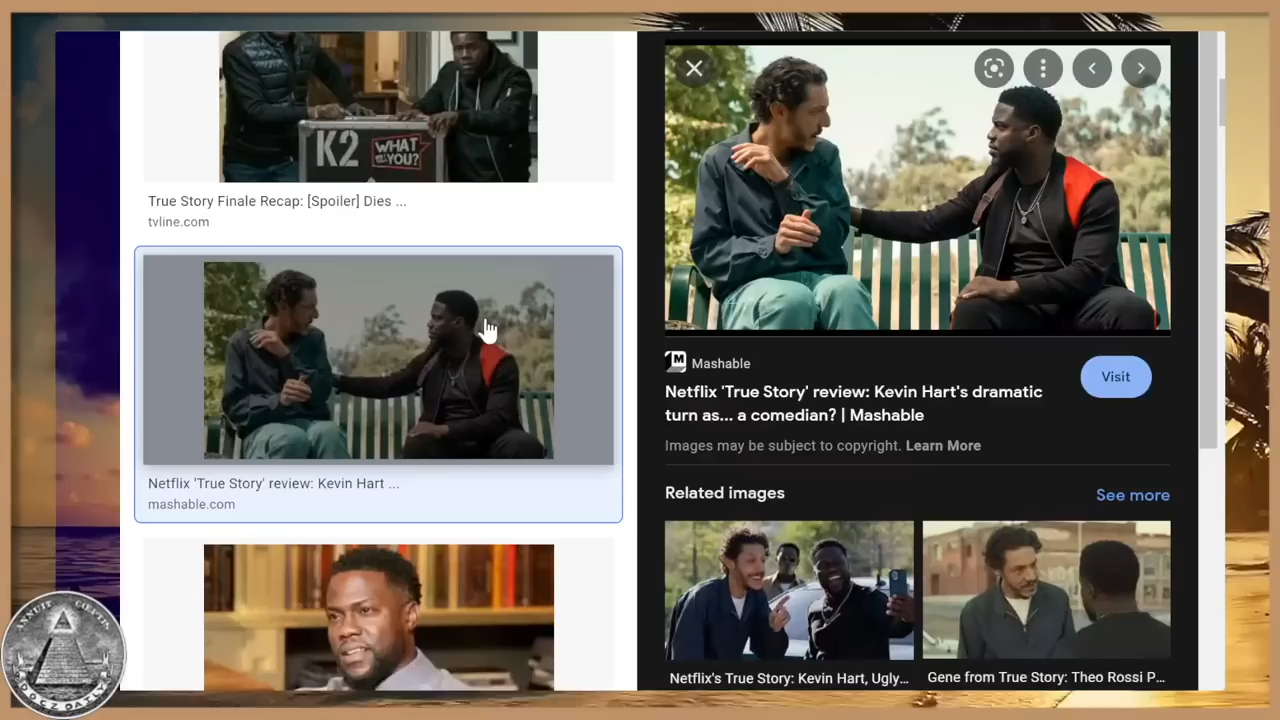 K2
WHAT
YOU?
True Story Finale Recap: [Spoiler] Dies ...
tvline.com
Netflix 'True Story' review: Kevin Hart ...
mashable.com
M Mashable
Netflix 'True Story' review: Kevin Hart's dramatic
turn as... a comedian? | Mashable
Visit
Images may be subject to copyright. Learn More
Related images
See more
Netflix's True Story: Kevin Hart, Ugly...
Gene from True Story: Theo Rossi P...
ANNUIT CŒPTIS